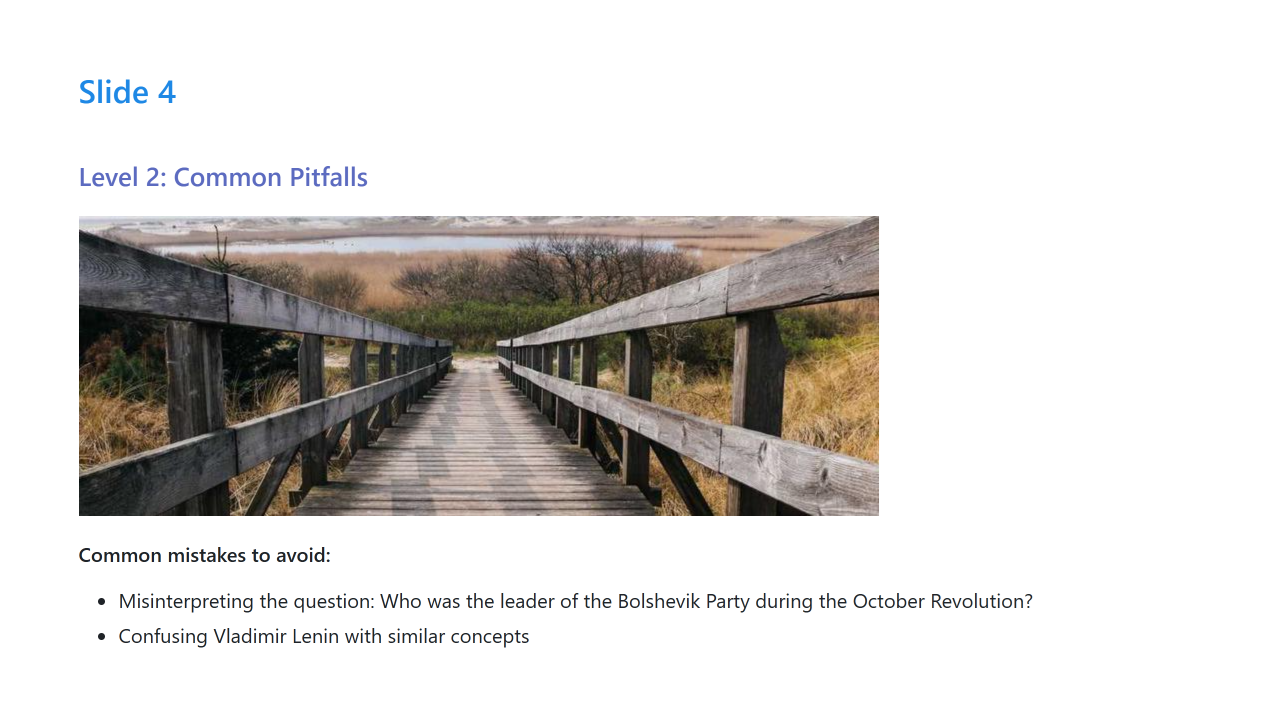 Slide 4
Level 2: Common Pitfalls
Common mistakes to avoid:
• Misinterpreting the question: Who was the leader of the Bolshevik Party during the October Revolution?
• Confusing Vladimir Lenin with similar concepts